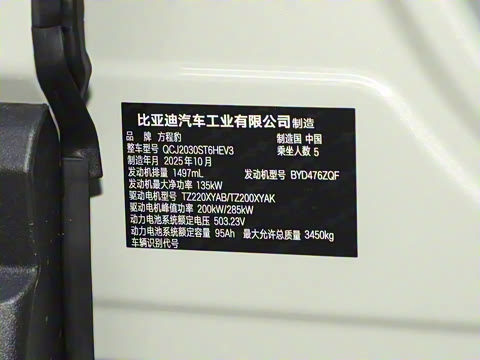 比亚迪汽车工业有限公司 制造
品 牌 方程豹 制造国 中国
整车型号 QCJ2030ST6HEV3 乘坐人数 5
制造年月 2025年10月
发动机排量 1497mL 发动机型号 BYD476ZQF
发动机最大净功率 135kW
驱动电机型号 TZ220XYAB/TZ200XYAK
驱动电机峰值功率 200kW/285kW
动力电池系统额定电压 503.23V
动力电池系统额定容量 95Ah 最大允许总质量 3450kg
车辆识别代号